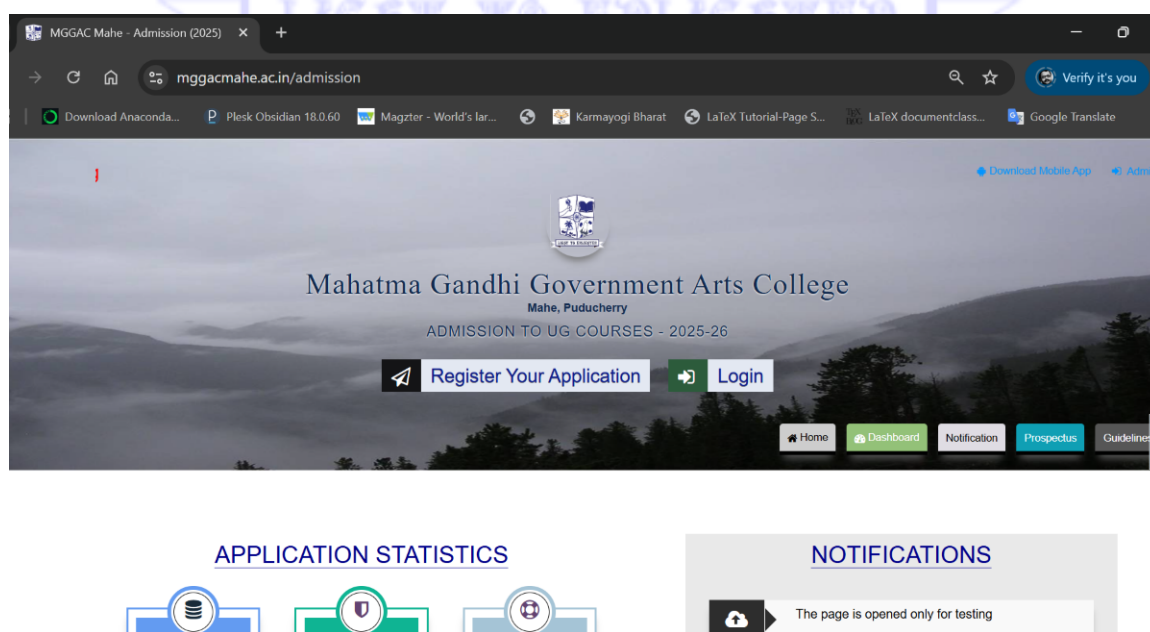 LIGHT TO EDUCATED
MGGAC Mahe - Admission (2025)
mggacmahe.ac.in/admission
Verify it's you
Download Anaconda...
Plesk Obsidian 18.0.60
Magzter - World's lar...
Karmayogi Bharat
LaTeX Tutorial-Page S...
LaTeX documentclass...
Google Translate
Download Mobile App
Mahatma Gandhi Government Arts College
Mahe, Puducherry
ADMISSION TO UG COURSES - 2025-26
Register Your Application
Login
Home
Dashboard
Notification
Prospectus
Guidelines
APPLICATION STATISTICS
NOTIFICATIONS
The page is opened only for testing